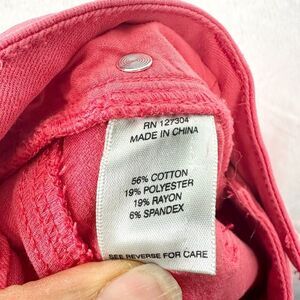 RN 127304
MADE IN CHINA
56% COTTON
19% POLYESTER
19% RAYON
6% SPANDEX
SEE REVERSE FOR CARE